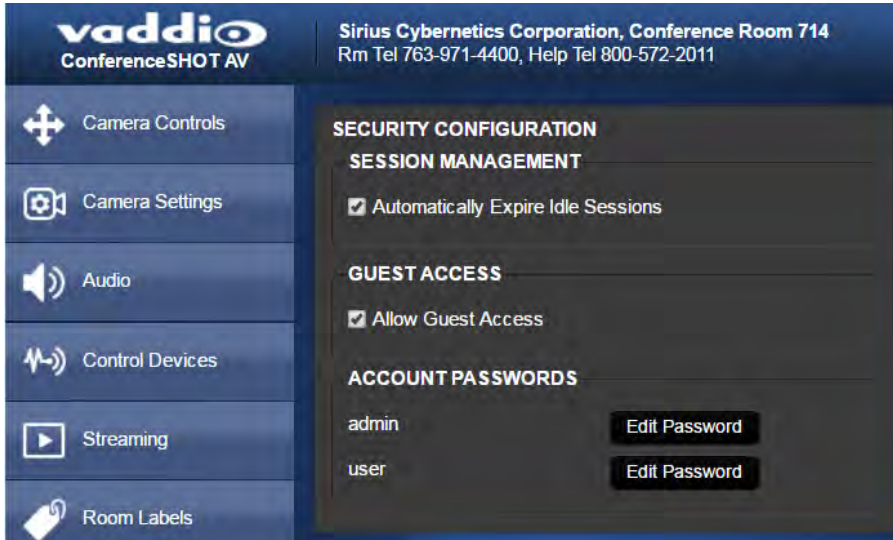 vaddio
ConferenceSHOT AV
Sirius Cybernetics Corporation, Conference Room 714
Rm Tel 763-971-4400, Help Tel 800-572-2011
Camera Controls
Camera Settings
Audio
Control Devices
Streaming
Room Labels
SECURITY CONFIGURATION
SESSION MANAGEMENT
Automatically Expire Idle Sessions
GUEST ACCESS
Allow Guest Access
ACCOUNT PASSWORDS
admin Edit Password
user Edit Password